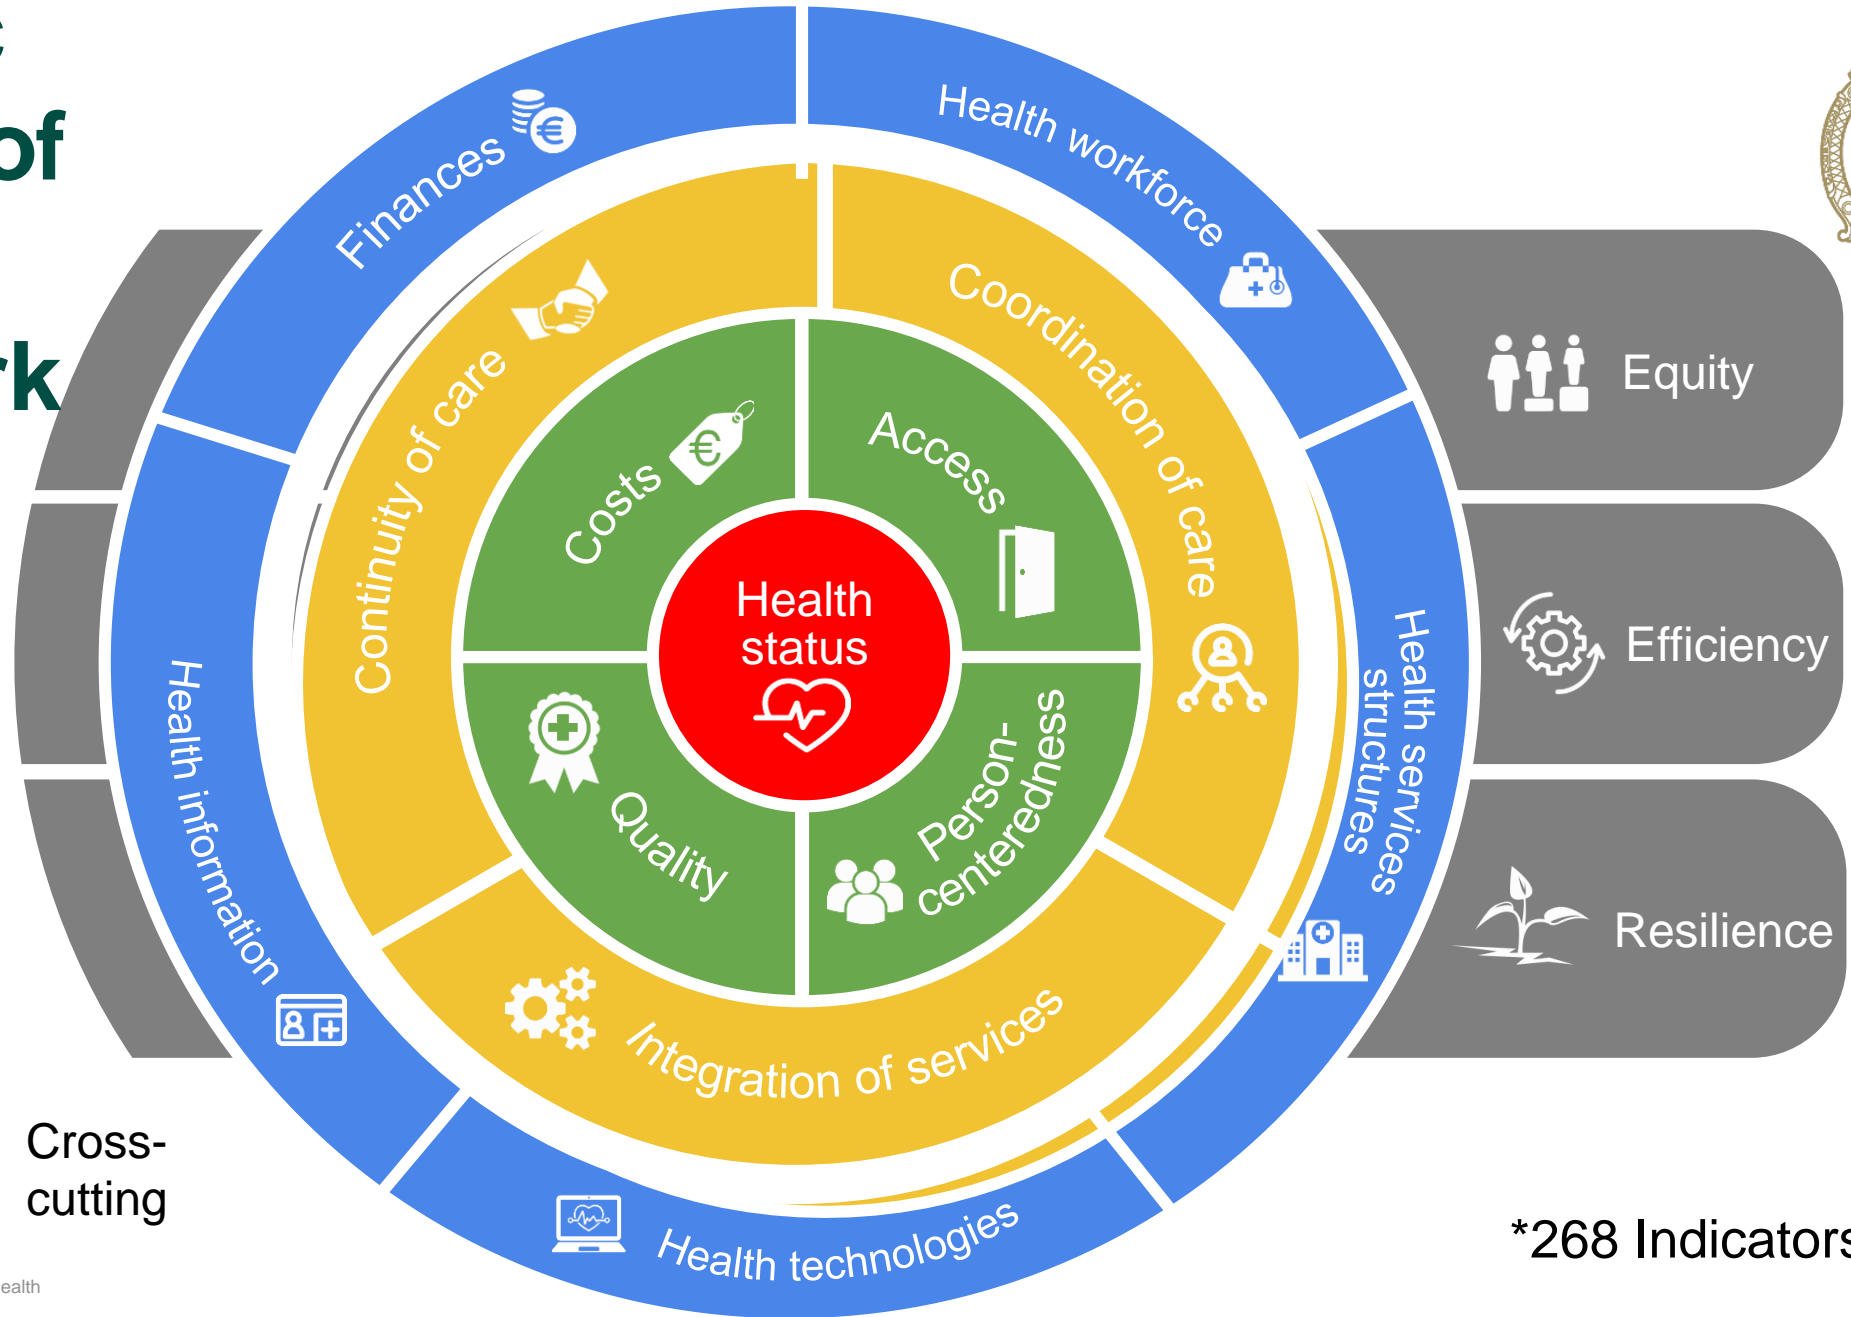 of
rk
Finances
Health workforce
Continuity of care
Coordination of care
Costs
Access
Health
status
Quality
Person-
centeredness
Integration of services
Health information
Health services
structures
Health technologies
Equity
Efficiency
Resilience
Cross-
cutting
*268 Indicators
ealth